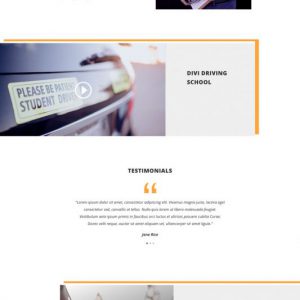 PLEASE BE PATIENT
STUDENT DRIVER
DIVI DRIVING
SCHOOL
TESTIMONIALS
"Lorem ipsum dolor sit amet, consectetur adipiscing elit. Vivamus magna justo, lacinia eget
consectetur sed, convallis at tellus. Nulla quis lorem ut libero malesuada feugiat.
Vestibulum ante ipsum primis in faucibus orci luctus et ultrices posuere cubilia Curae;
Donec velit neque, auctor sit amet aliquam vel, ullamcorper sit amet ligula."
Jane Roe